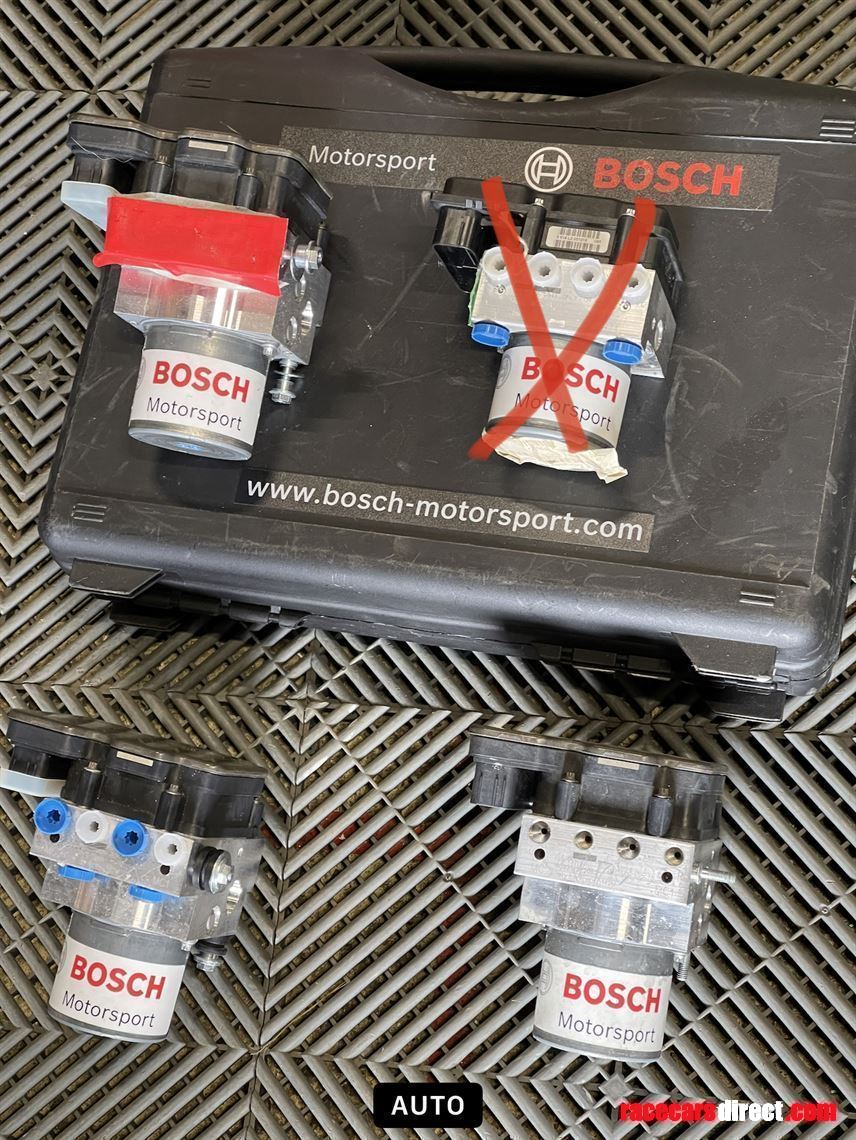 Motorsport BOSCH
BOSCH
Motorsport
BOSCH
Motorsport
www.bosch-motorsport.com
BOSCH
Motorsport
BOSCH
Motorsport
AUTO
racecarsdirect.com